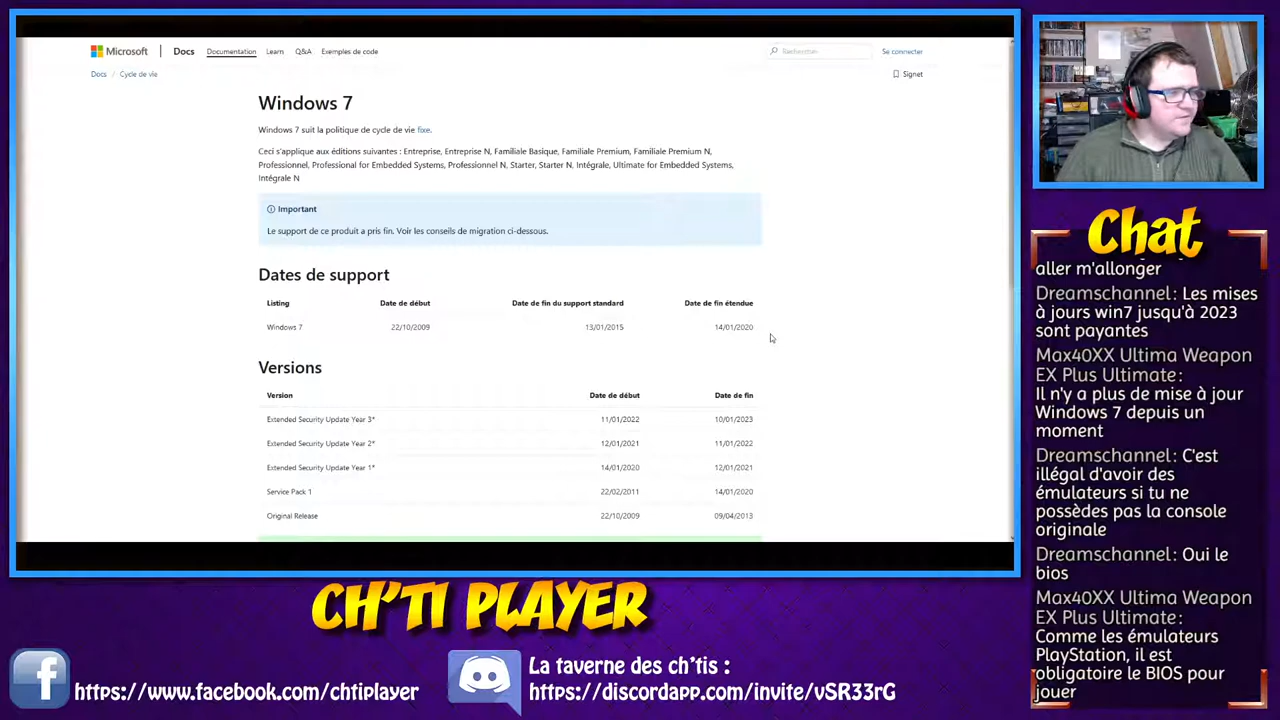 Microsoft
Docs
Documentation
Learn
Q&A
Exemples de code
Rechercher
Se connecter
Docs / Cycle de vie
Signet
Windows 7
Windows 7 suit la politique de cycle de vie fixe.
Ceci s'applique aux éditions suivantes : Entreprise, Entreprise N, Familiale Basique, Familiale Premium, Familiale Premium N,
Professionnel, Professional for Embedded Systems, Professionnel N, Starter, Starter N, Intégrale, Ultimate for Embedded Systems,
Intégrale N
Important
Le support de ce produit a pris fin. Voir les conseils de migration ci-dessous.
Dates de support
Listing Date de début Date de fin du support standard Date de fin étendue
Windows 7 22/10/2009 13/01/2015 14/01/2020
Versions
Version Date de début Date de fin
Extended Security Update Year 3* 11/01/2022 10/01/2023
Extended Security Update Year 2* 12/01/2021 11/01/2022
Extended Security Update Year 1* 14/01/2020 12/01/2021
Service Pack 1 22/02/2011 14/01/2020
Original Release 22/10/2009 09/04/2013
Chat
aller m'allonger
Dreamschannel: Les mises
à jours win7 jusqu'à 2023
sont payantes
Max40XX Ultima Weapon
EX Plus Ultimate:
Il n'y a plus de mise à jour
Windows 7 depuis un
moment
Dreamschannel: C'est
illégal d'avoir des
émulateurs si tu ne
possèdes pas la console
originale
Dreamschannel: Oui le
bios
Max40XX Ultima Weapon
EX Plus Ultimate:
Comme les émulateurs
PlayStation, il est
obligatoire le BIOS pour
jouer
CH'TI PLAYER
https://www.facebook.com/chtiplayer
La taverne des ch'tis :
https://discordapp.com/invite/vSR33rG